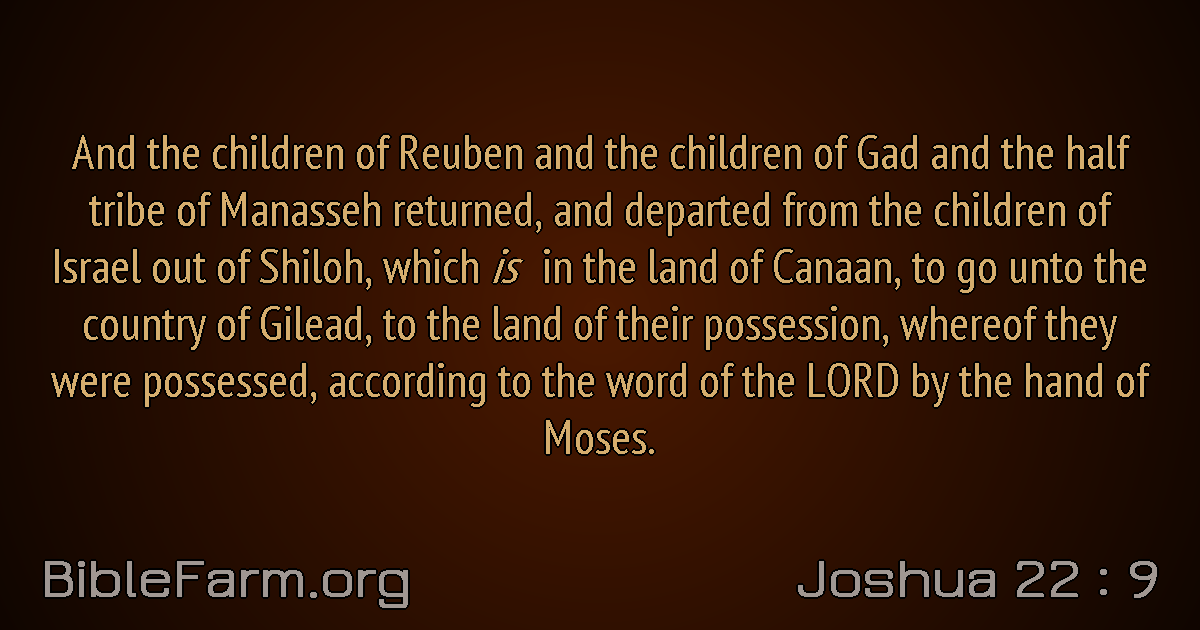 And the children of Reuben and the children of Gad and the half
tribe of Manasseh returned, and departed from the children of
Israel out of Shiloh, which is in the land of Canaan, to go unto the
country of Gilead, to the land of their possession, whereof they
were possessed, according to the word of the LORD by the hand of
Moses.
BibleFarm.org
Joshua 22 : 9